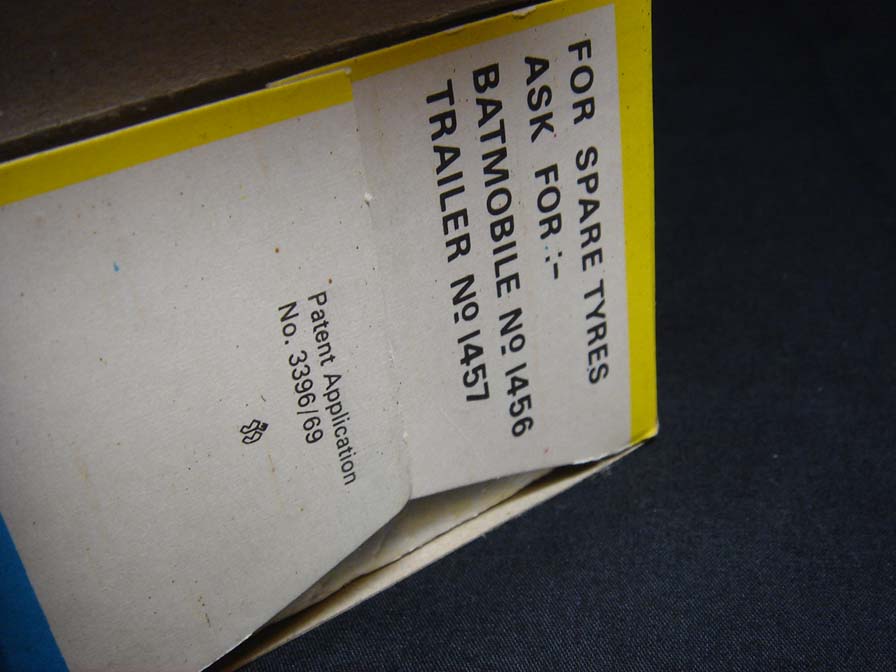 FOR SPARE TYRES
ASK FOR :-
BATMOBILE Nº 1456
TRAILER Nº 1457
Patent Application
No. 3396/69